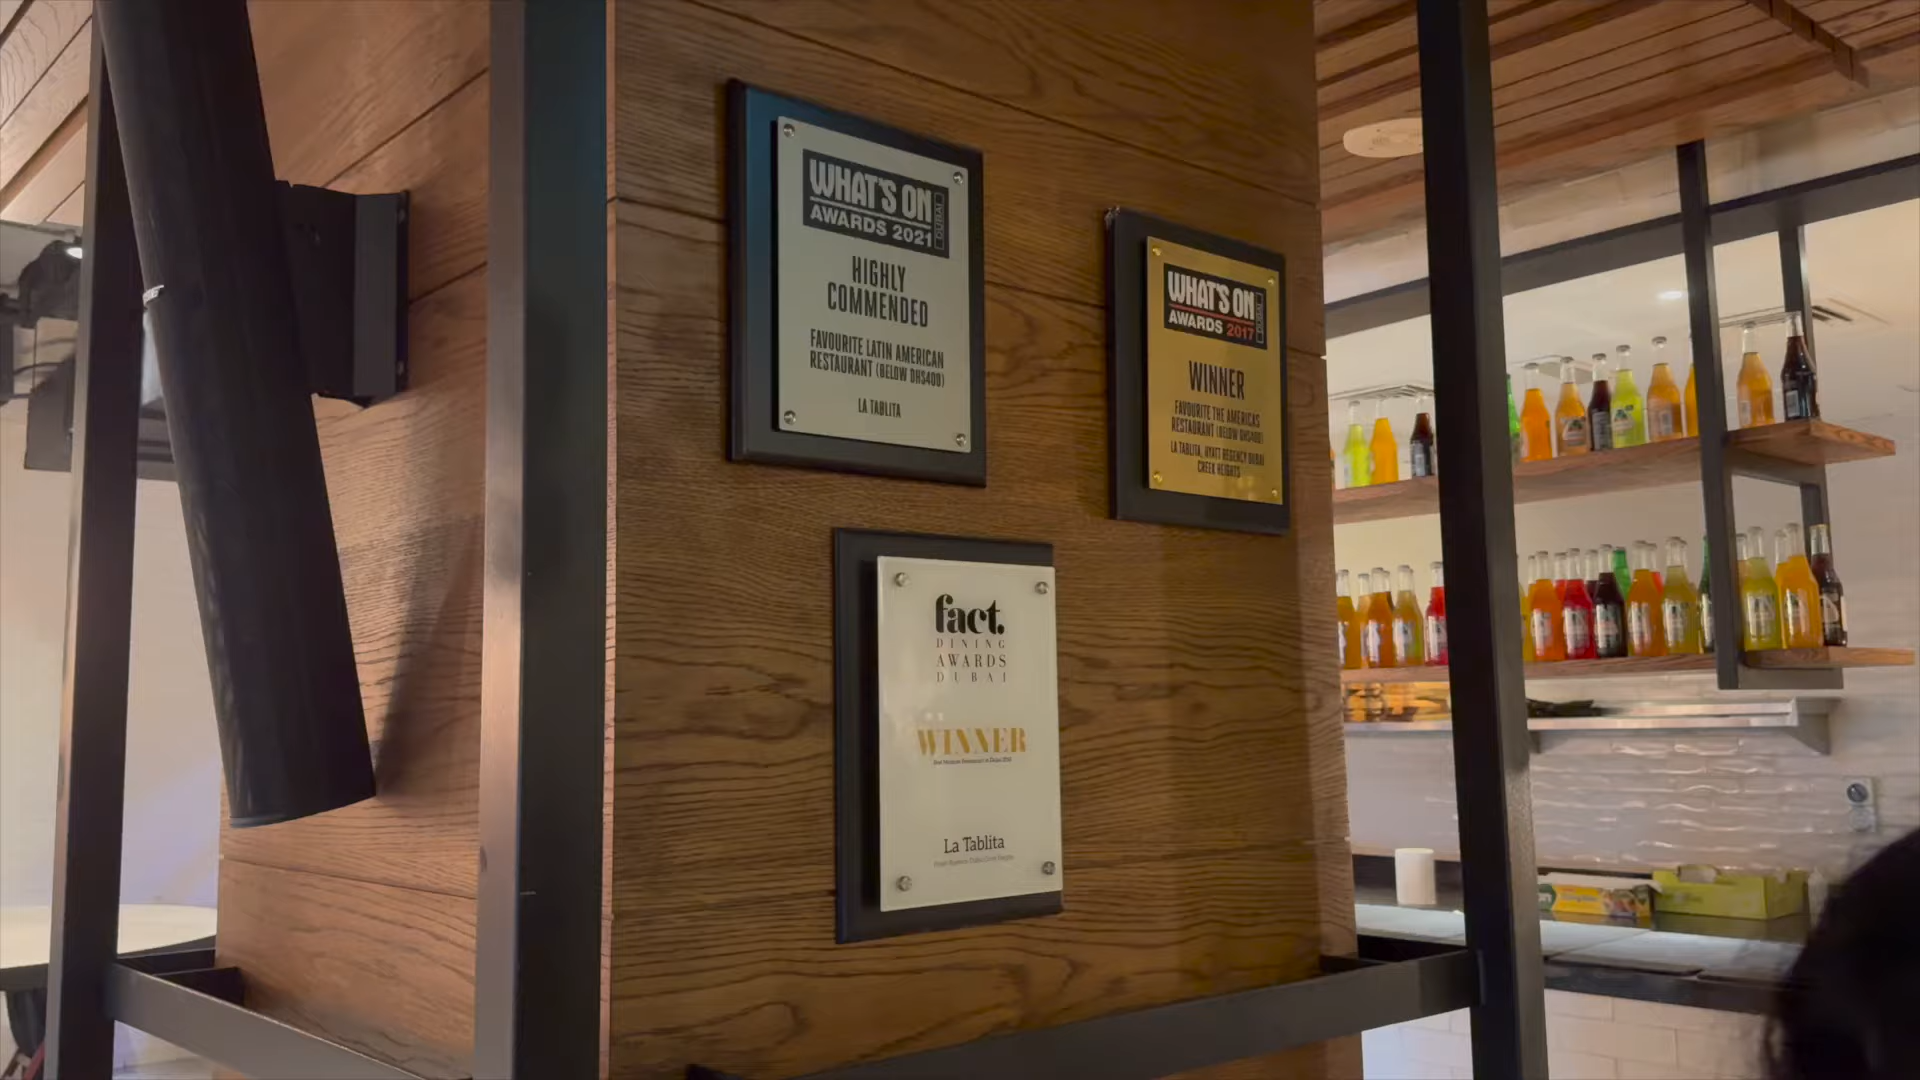 WHAT'S ON
AWARDS 2021
DUBAI
HIGHLY
COMMENDED
FAVOURITE LATIN AMERICAN
RESTAURANT (BELOW DHS400)
LA TABLITA
WHAT'S ON
AWARDS 2017
DUBAI
WINNER
FAVOURITE THE AMERICAS
RESTAURANT (BELOW DHS400)
LA TABLITA, HYATT REGENCY DUBAI
CREEK HEIGHTS
fact.
DINING
AWARDS
DUBAI
WINNER
La Tablita